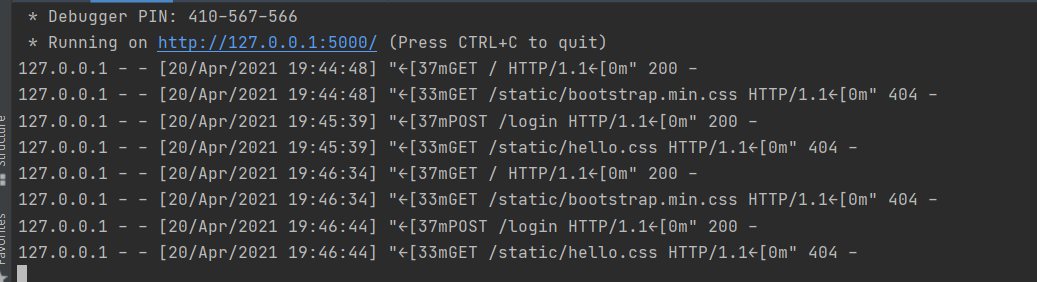 * Debugger PIN: 410-567-566
* Running on http://127.0.0.1:5000/ (Press CTRL+C to quit)
127.0.0.1 - - [20/Apr/2021 19:44:48] "←[37mGET / HTTP/1.1←[0m" 200 -
127.0.0.1 - - [20/Apr/2021 19:44:48] "←[33mGET /static/bootstrap.min.css HTTP/1.1←[0m" 404 -
127.0.0.1 - - [20/Apr/2021 19:45:39] "←[37mPOST /login HTTP/1.1←[0m" 200 -
127.0.0.1 - - [20/Apr/2021 19:45:39] "←[33mGET /static/hello.css HTTP/1.1←[0m" 404 -
127.0.0.1 - - [20/Apr/2021 19:46:34] "←[37mGET / HTTP/1.1←[0m" 200 -
127.0.0.1 - - [20/Apr/2021 19:46:34] "←[33mGET /static/bootstrap.min.css HTTP/1.1←[0m" 404 -
127.0.0.1 - - [20/Apr/2021 19:46:44] "←[37mPOST /login HTTP/1.1←[0m" 200 -
127.0.0.1 - - [20/Apr/2021 19:46:44] "←[33mGET /static/hello.css HTTP/1.1←[0m" 404 -
Structure
Favorites